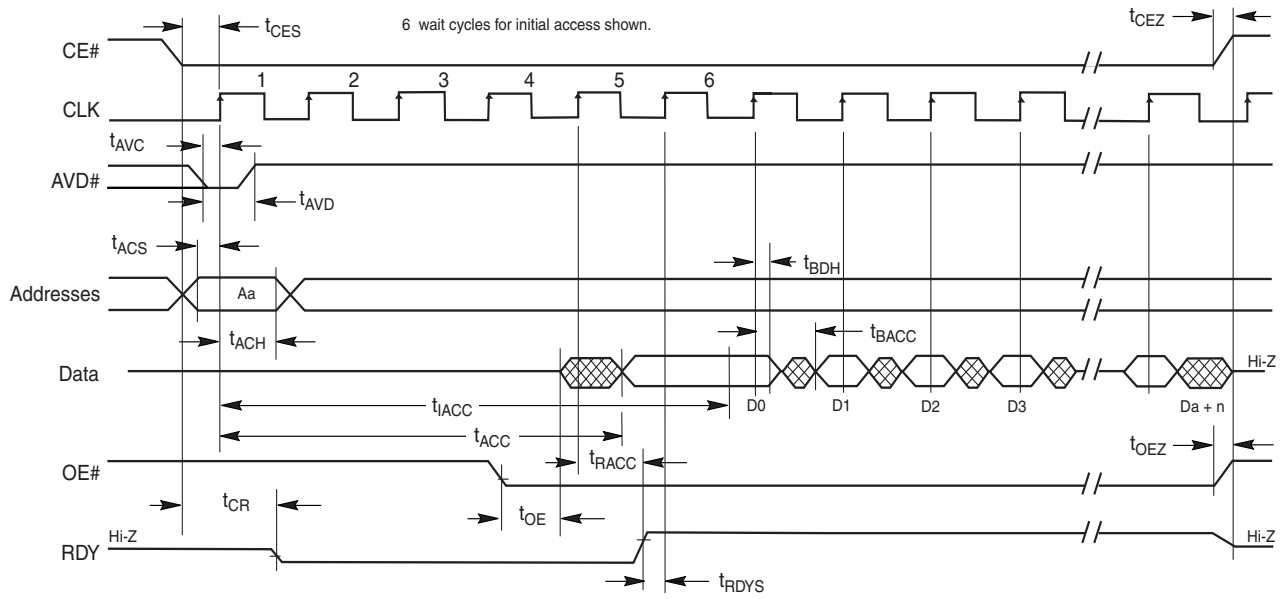 tCES
6 wait cycles for initial access shown.
tCEZ
CE#
1 2 3 4 5 6
CLK
tAVC
AVD#
tAVD
tACS
tBDH
Addresses
Aa
tACH
tBACC
Data
Hi-Z
D0 D1 D2 D3 Da + n
tIACC
tACC
tOEZ
OE#
tRACC
tCR
tOE
Hi-Z
RDY
Hi-Z
tRDYS